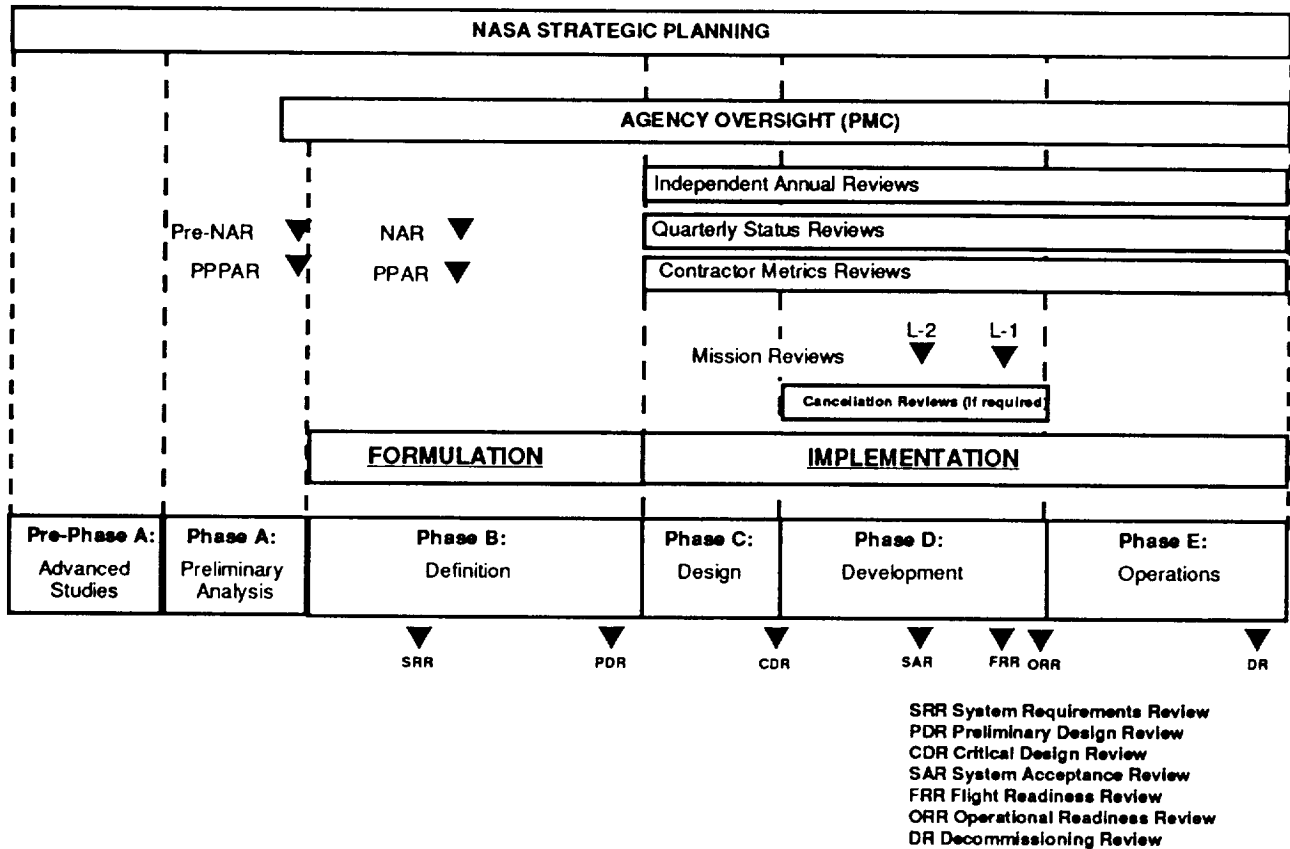 NASA STRATEGIC PLANNING
AGENCY OVERSIGHT (PMC)
Independent Annual Reviews
Pre-NAR
NAR
Quarterly Status Reviews
PPPAR
PPAR
Contractor Metrics Reviews
L-2
L-1
Mission Reviews
Cancellation Reviews (If required)
FORMULATION
IMPLEMENTATION
Pre-Phase A:
Advanced
Studies
Phase A:
Preliminary
Analysis
Phase B:
Definition
Phase C:
Design
Phase D:
Development
Phase E:
Operations
SRR
PDR
CDR
SAR
FRR
ORR
DR
SRR System Requirements Review
PDR Preliminary Design Review
CDR Critical Design Review
SAR System Acceptance Review
FRR Flight Readiness Review
ORR Operational Readiness Review
DR Decommissioning Review